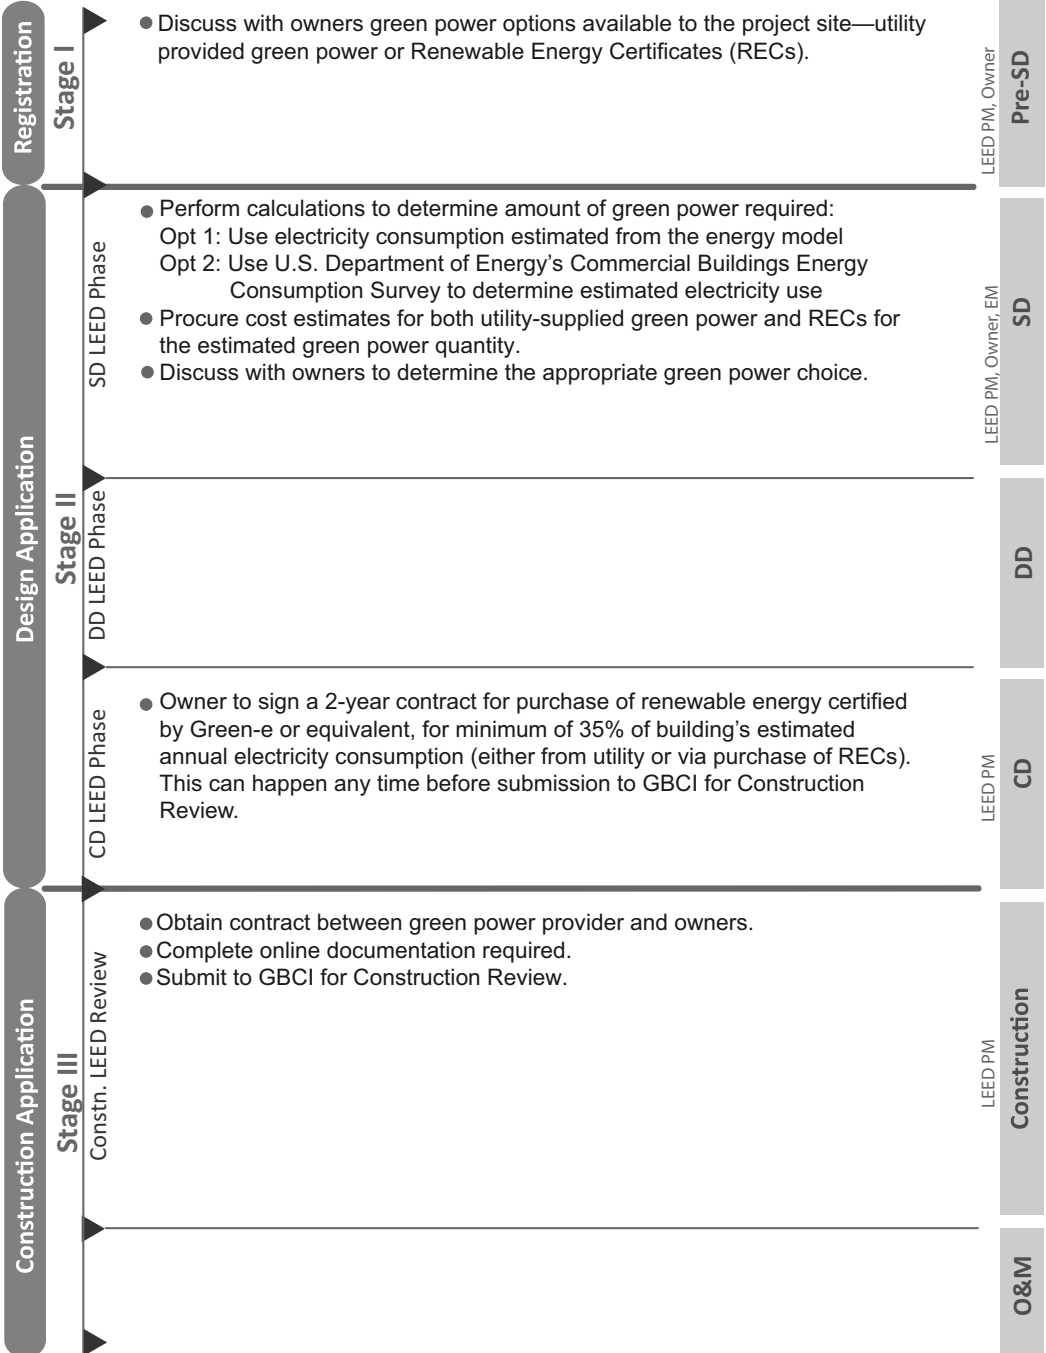 Registration
Stage I
● Discuss with owners green power options available to the project site—utility
provided green power or Renewable Energy Certificates (RECs).
LEED PM, Owner
Pre-SD
Design Application
Stage II
SD LEED Phase
● Perform calculations to determine amount of green power required:
Opt 1: Use electricity consumption estimated from the energy model
Opt 2: Use U.S. Department of Energy's Commercial Buildings Energy
Consumption Survey to determine estimated electricity use
● Procure cost estimates for both utility-supplied green power and RECs for
the estimated green power quantity.
● Discuss with owners to determine the appropriate green power choice.
LEED PM, Owner, EM
SD
DD LEED Phase
DD
CD LEED Phase
● Owner to sign a 2-year contract for purchase of renewable energy certified
by Green-e or equivalent, for minimum of 35% of building's estimated
annual electricity consumption (either from utility or via purchase of RECs).
This can happen any time before submission to GBCI for Construction
Review.
LEED PM
CD
Construction Application
Stage III
Constn. LEED Review
● Obtain contract between green power provider and owners.
● Complete online documentation required.
● Submit to GBCI for Construction Review.
LEED PM
Construction
O&M